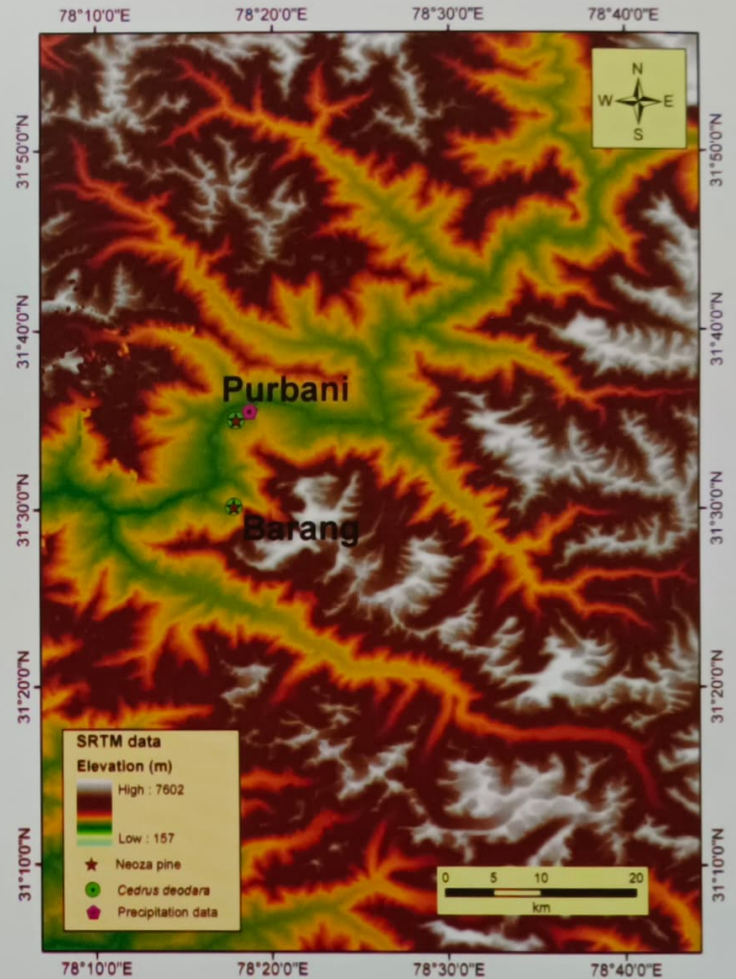 78°10'0"E 78°20'0"E 78°30'0"E 78°40'0"E
N
W E
S
31°50'0"N 31°50'0"N
31°40'0"N 31°40'0"N
Purbani
31°30'0"N 31°30'0"N
Barang
31°20'0"N 31°20'0"N
SRTM data
Elevation (m)
High : 7602
Low : 157
Neoza pine
Cedrus deodara
Precipitation data
31°10'0"N 31°10'0"N
0 5 10 20
km
78°10'0"E 78°20'0"E 78°30'0"E 78°40'0"E